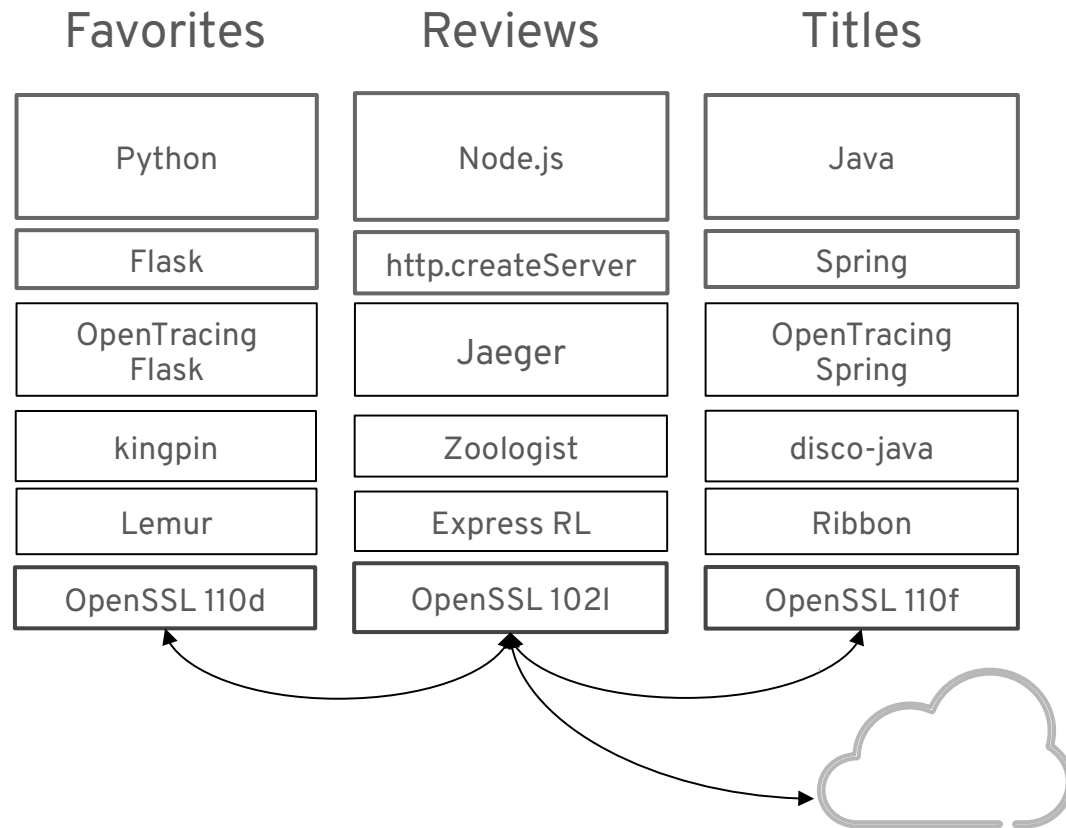 Favorites
Reviews
Titles
Python
Node.js
Java
Flask
http.createServer
Spring
OpenTracing
Flask
Jaeger
OpenTracing
Spring
kingpin
Zoologist
disco-java
Lemur
Express RL
Ribbon
OpenSSL 110d
OpenSSL 102l
OpenSSL 110f